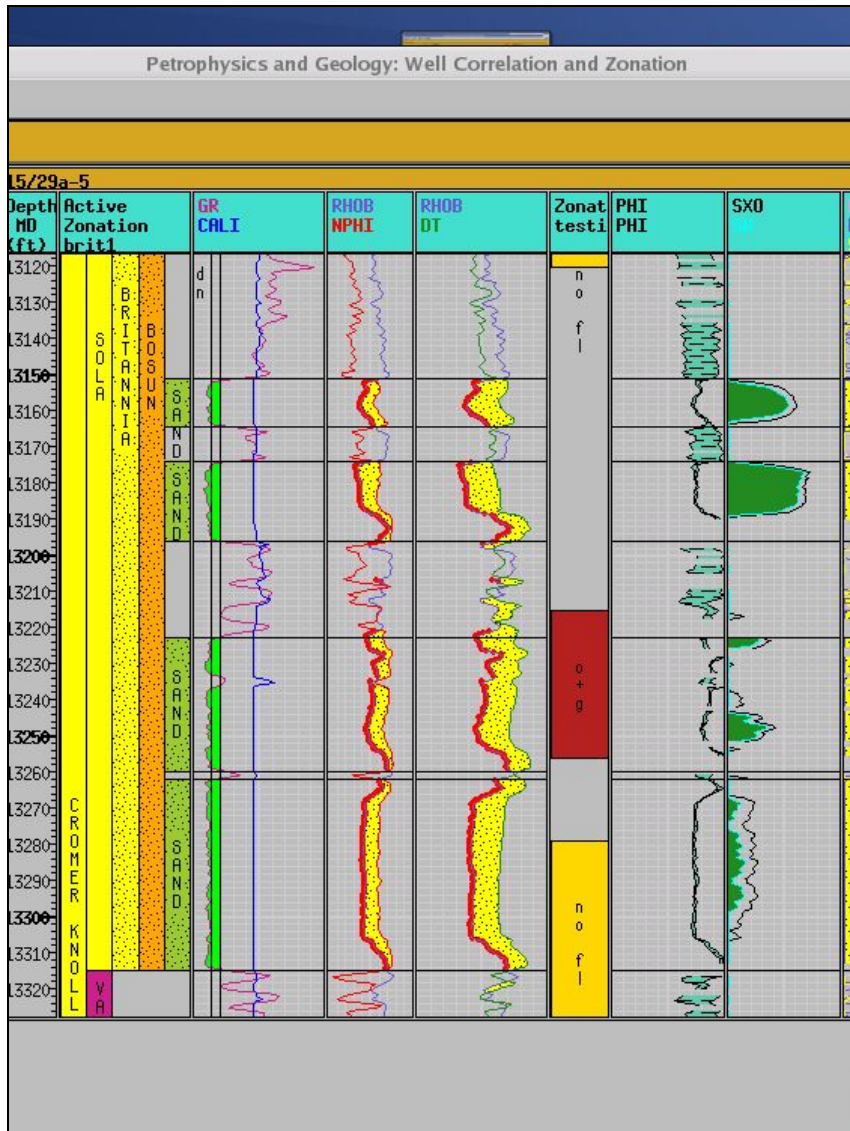 Petrophysics and Geology: Well Correlation and Zonation
15/29a-5
Depth MD (ft)
Active Zonation brit1
GR CALI
RHOB NPHI
RHOB DT
Zonat testi
PHI PHI
SXO
13120
13130
13140
13150
13160
13170
13180
13190
13200
13210
13220
13230
13240
13250
13260
13270
13280
13290
13300
13310
13320
CROMER KNOLL
SOLA
VA
BRITANNIA
BOSUN
SA
ND
SAND
SAND
SAND
dn
no fl
o+g
no fl